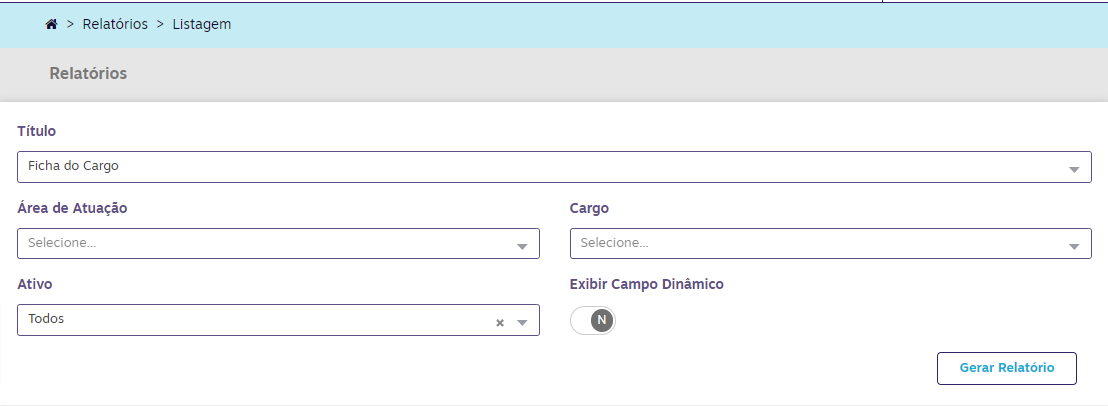 > Relatórios > Listagem
Relatórios
Título
Ficha do Cargo
Área de Atuação
Cargo
Selecione...
Selecione...
Ativo
Exibir Campo Dinâmico
Todos
N
Gerar Relatório